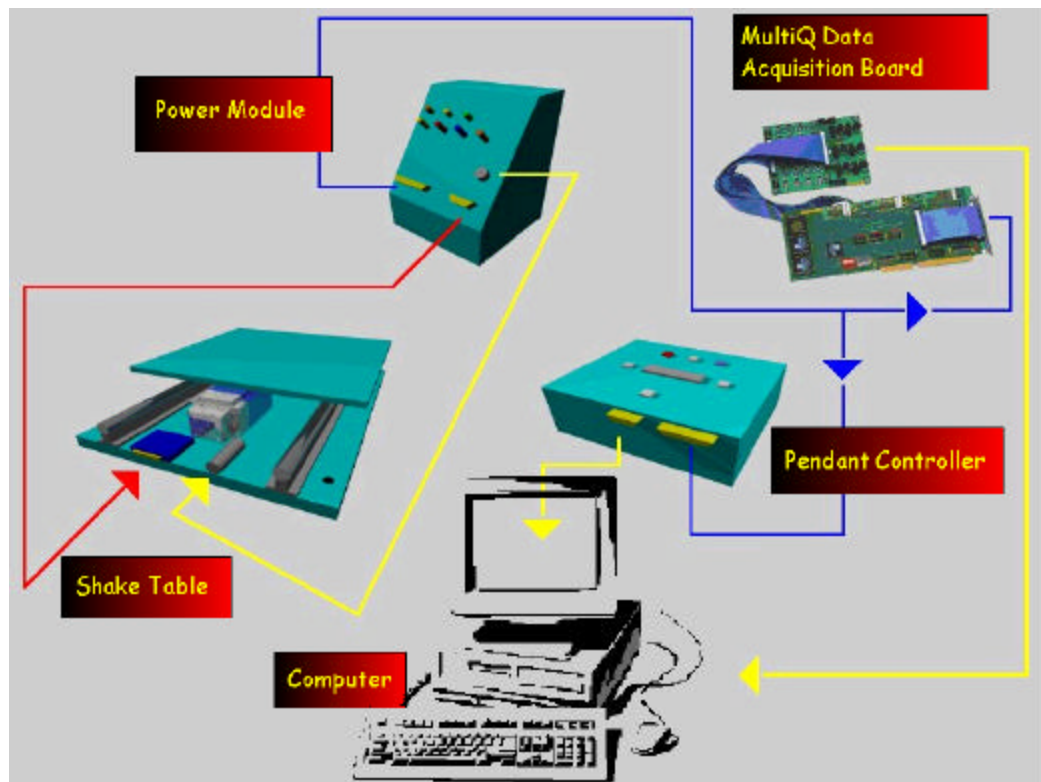 MultiQ Data
Acquisition Board
Power Module
Pendant Controller
Shake Table
Computer